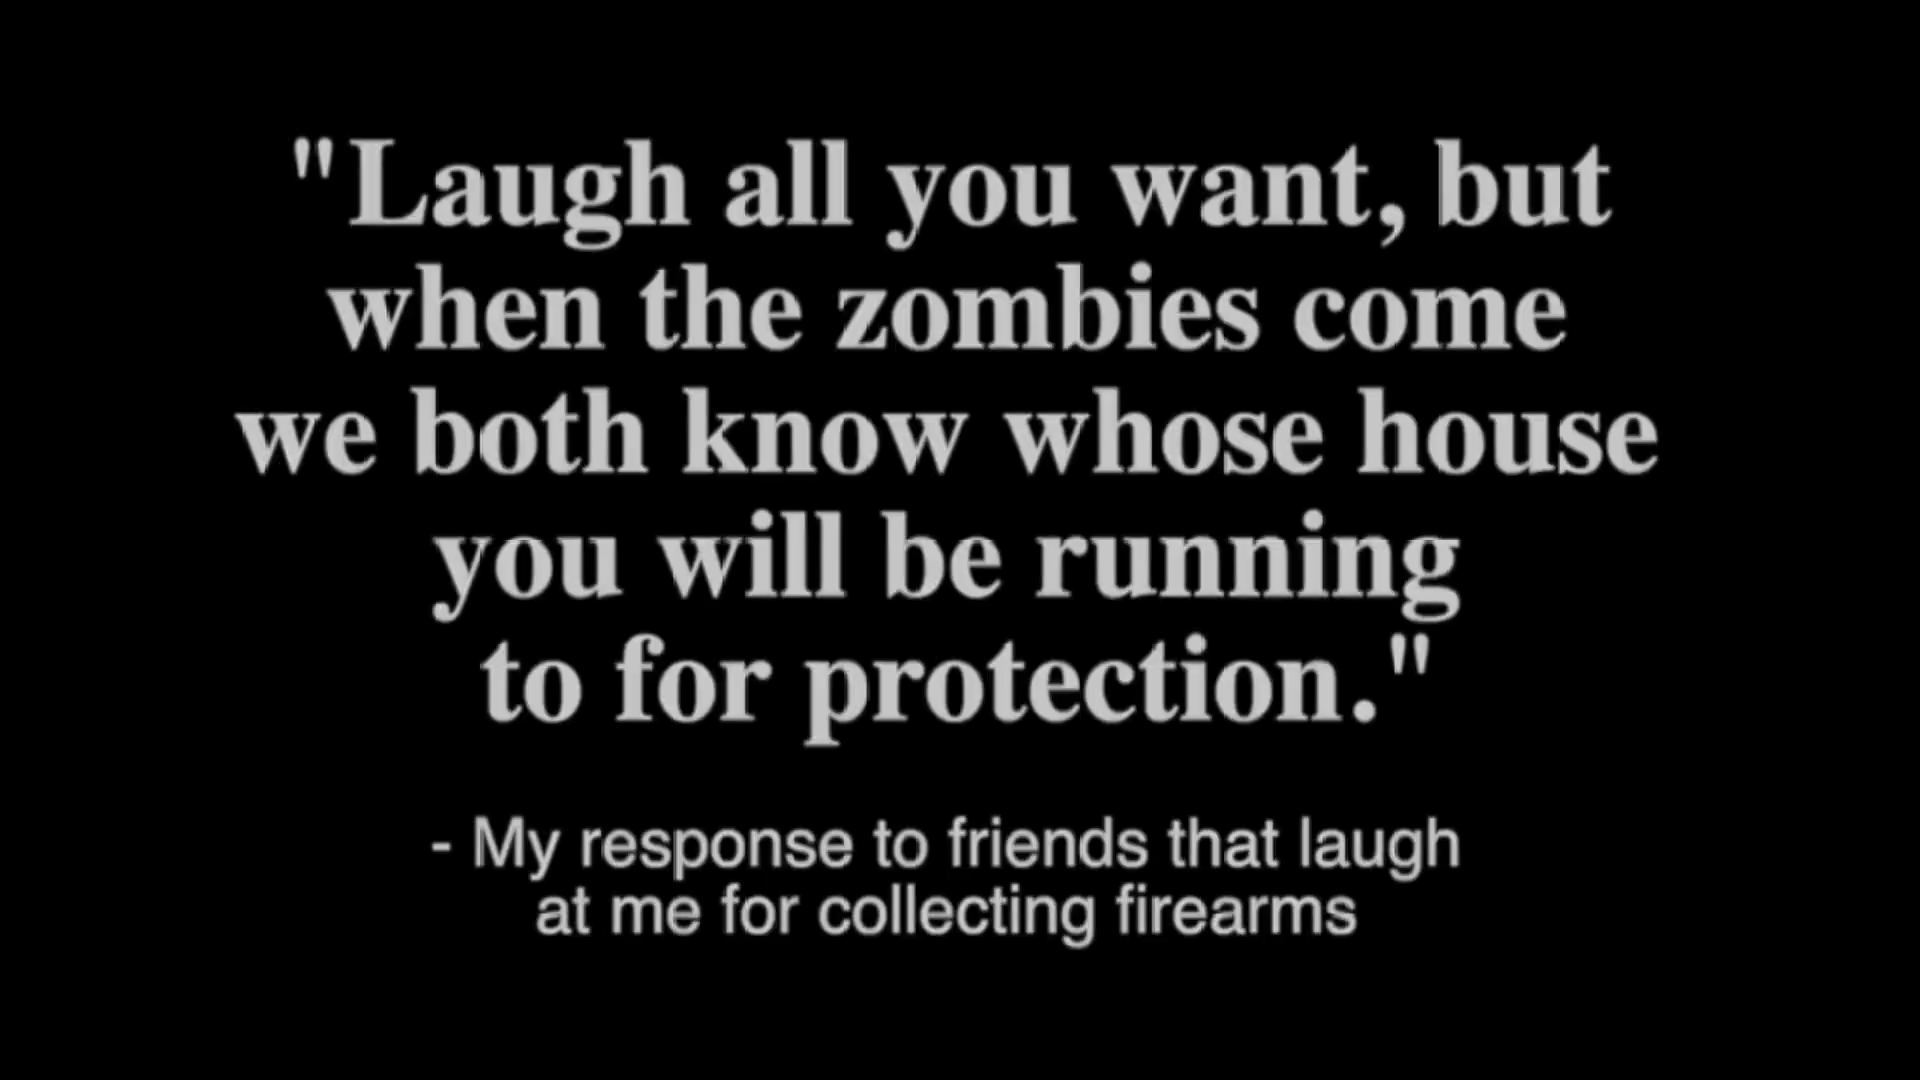 "Laugh all you want, but
when the zombies come
we both know whose house
you will be running
to for protection."
- My response to friends that laugh
at me for collecting firearms